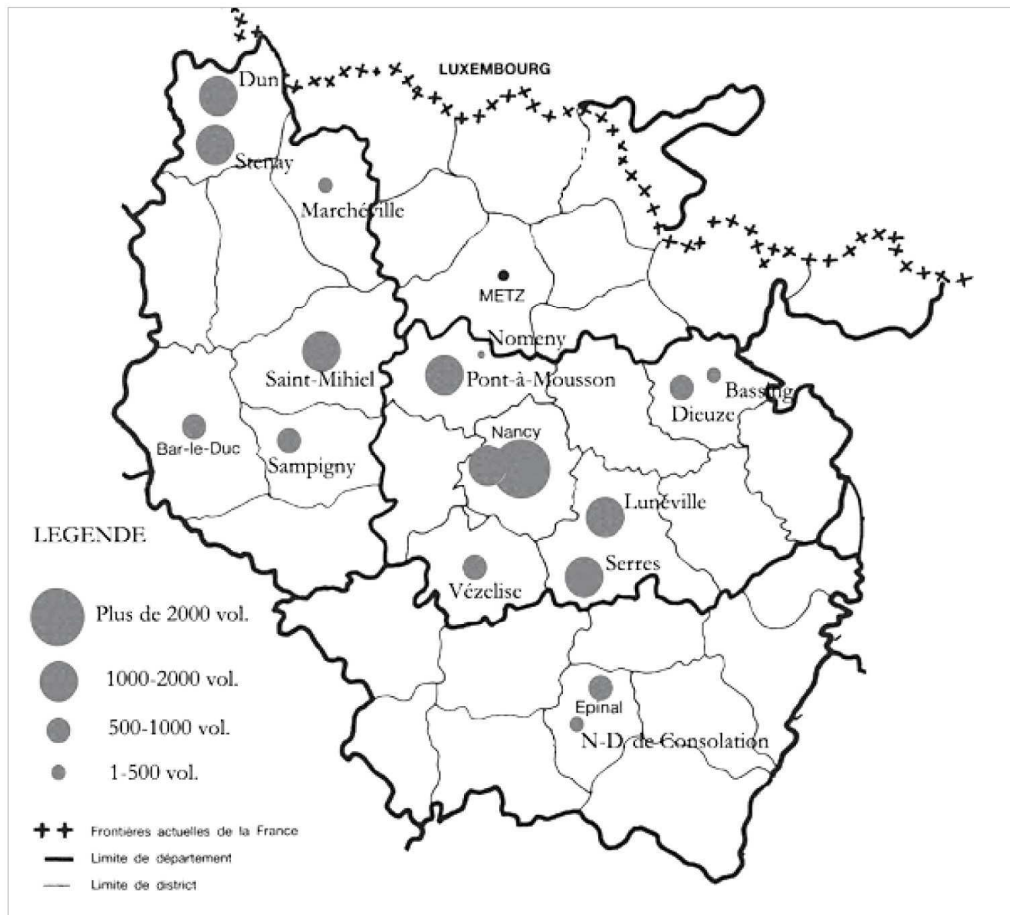 LUXEMBOURG
Dun
Stenay
Marchéville
METZ
Nomeny
Saint-Mihiel
Pont-à-Mousson
Bassing
Dieuze
Nancy
Bar-le-Duc
Sampigny
Lunéville
Serres
Vézelise
Epinal
N-D de Consolation
LEGENDE
Plus de 2000 vol.
1000-2000 vol.
500-1000 vol.
1-500 vol.
Frontières actuelles de la France
Limite de département
Limite de district